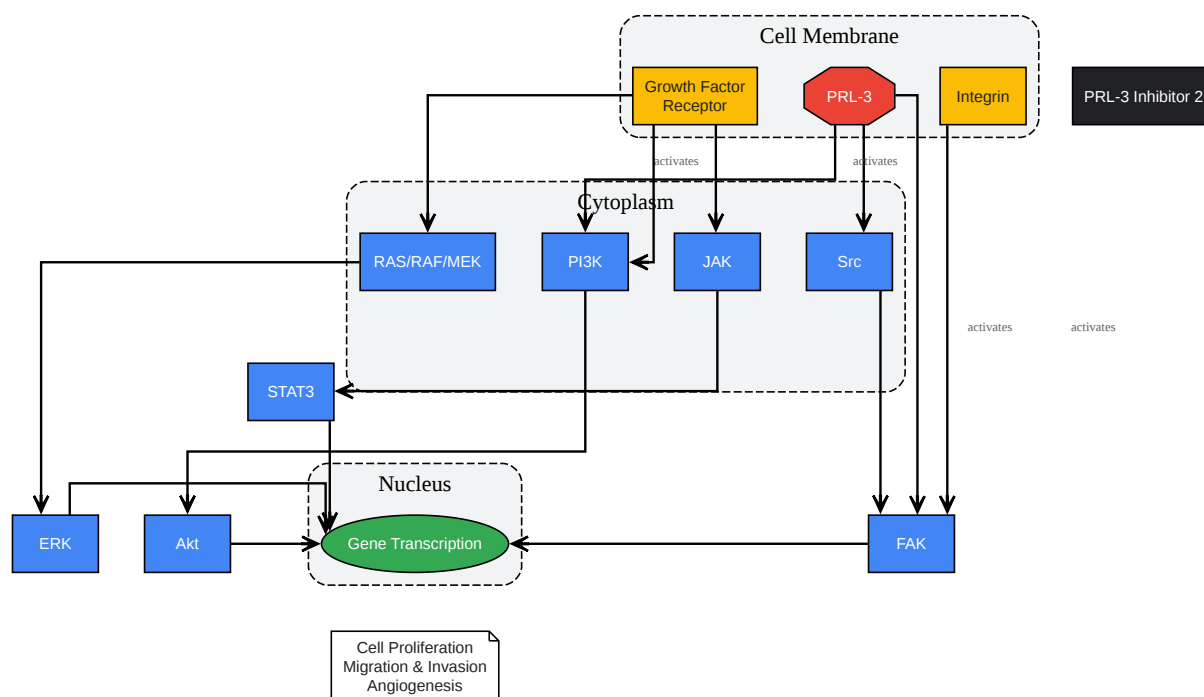 Cell Membrane
Growth Factor
Receptor
PRL-3
Integrin
PRL-3 Inhibitor 2
activates
activates
Cytoplasm
RAS/RAF/MEK
PI3K
JAK
Src
activates
activates
STAT3
Nucleus
ERK
Akt
Gene Transcription
FAK
Cell Proliferation
Migration & Invasion
Angiogenesis